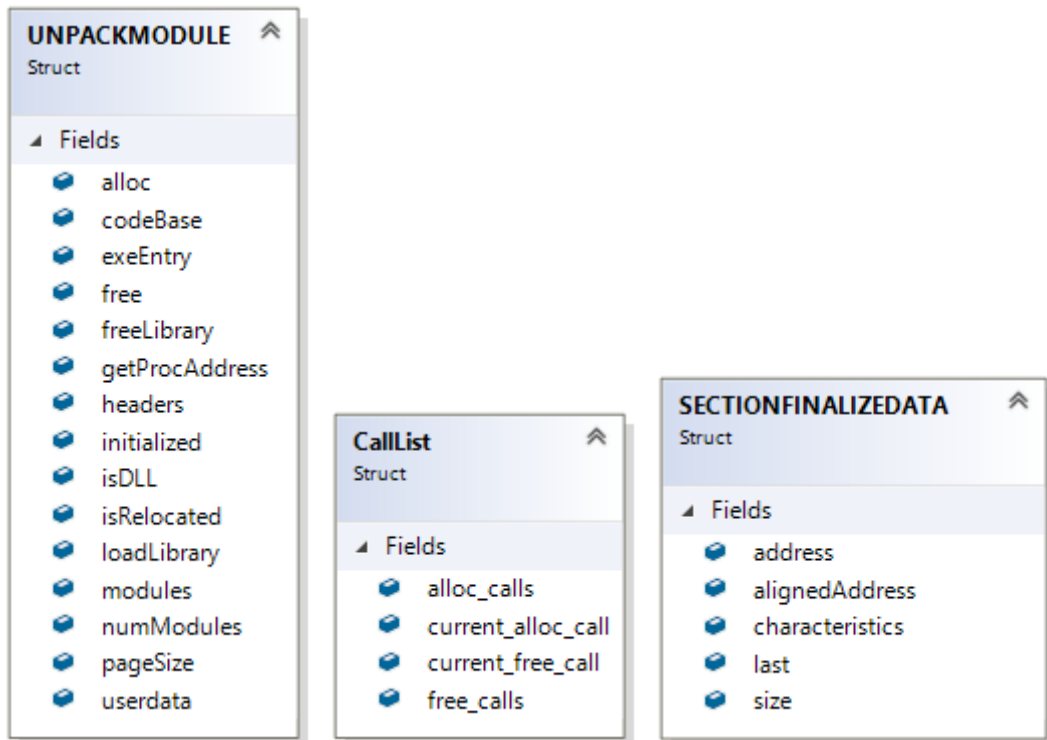 UNPACKMODULE
Struct
Fields
alloc
codeBase
exeEntry
free
freeLibrary
getProcAddress
headers
initialized
isDLL
isRelocated
loadLibrary
modules
numModules
pageSize
userdata
CallList
Struct
Fields
alloc_calls
current_alloc_call
current_free_call
free_calls
SECTIONFINALIZEDATA
Struct
Fields
address
alignedAddress
characteristics
last
size